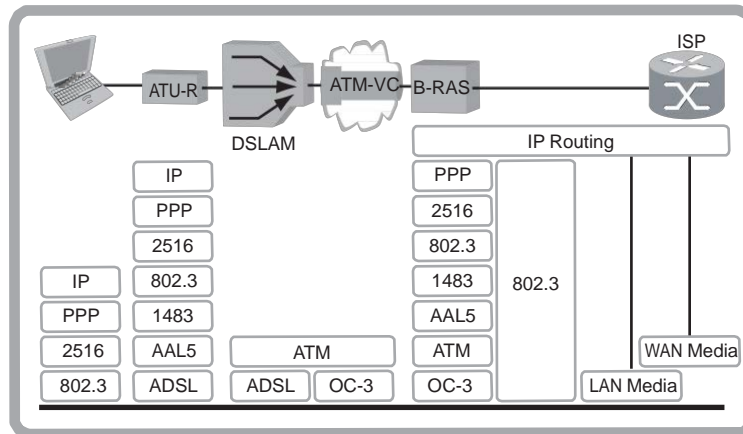 ISP
ATU-R
ATM-VC
B-RAS
DSLAM
IP Routing
IP
PPP
PPP
2516
2516
802.3
IP
802.3
1483
802.3
PPP
1483
AAL5
2516
AAL5
ATM
ATM
WAN Media
802.3
ADSL
ADSL
OC-3
OC-3
LAN Media